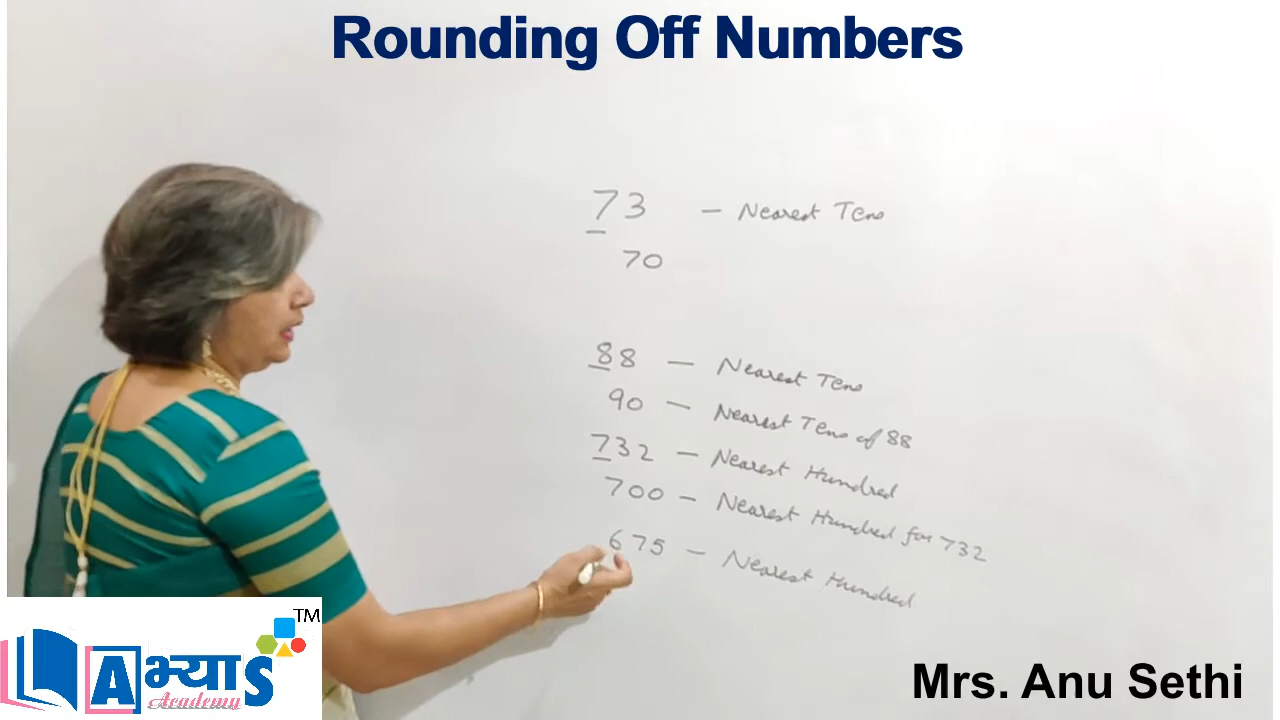 Rounding Off Numbers
73 – Nearest Tens
70
88 – Nearest Tens
90 – Nearest Tens of 88
732 – Nearest Hundred
700 – Nearest Hundred for 732
675 – Nearest Hundred
TM
Aभ्याS
Academy
Mrs. Anu Sethi